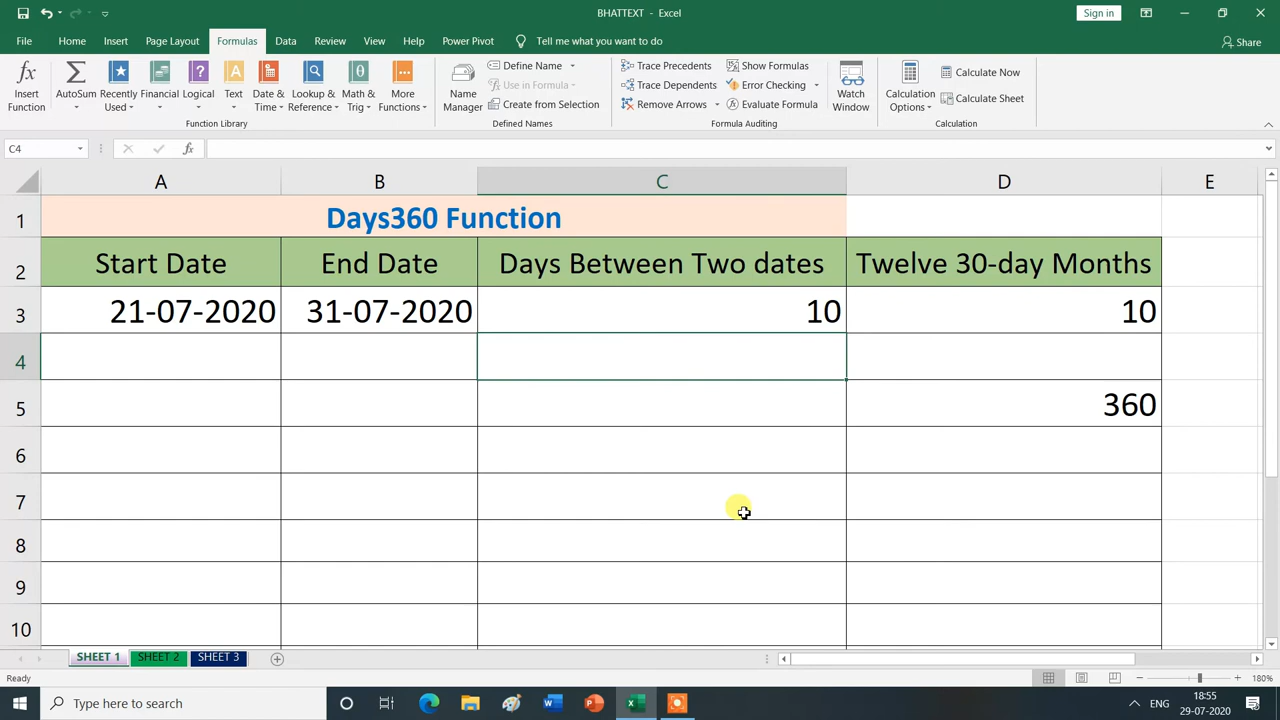 BHATTEXT - Excel
Sign in
File Home Insert Page Layout Formulas Data Review View Help Power Pivot Tell me what you want to do Share
Insert Function
AutoSum
Recently Used
Financial
Logical
Text
Date & Time
Lookup & Reference
Math & Trig
More Functions
Function Library
Name Manager
Define Name
Use in Formula
Create from Selection
Defined Names
Trace Precedents
Trace Dependents
Remove Arrows
Show Formulas
Error Checking
Evaluate Formula
Formula Auditing
Watch Window
Calculation Options
Calculate Now
Calculate Sheet
Calculation
C4 fx
A B C D E
1 Days360 Function
2 Start Date End Date Days Between Two dates Twelve 30-day Months
3 21-07-2020 31-07-2020 10 10
4
5 360
6
7
8
9
10
SHEET 1 SHEET 2 SHEET 3
Ready 180%
Type here to search ENG 18:55
29-07-2020